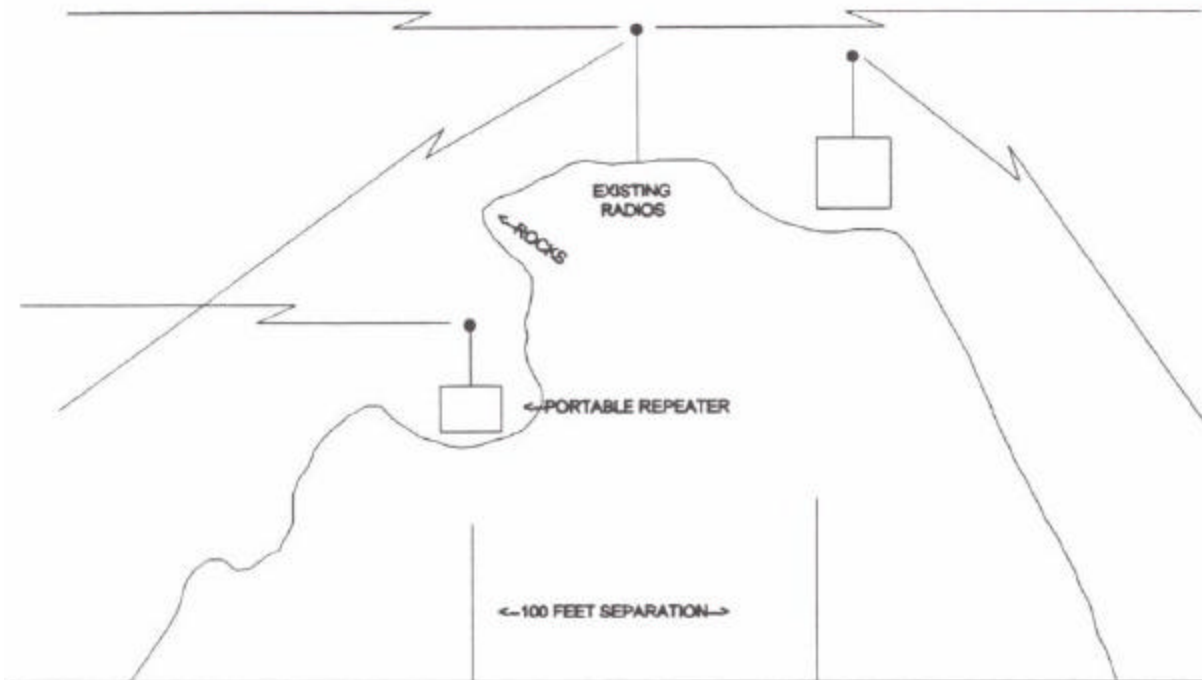 EXISTING
RADIOS
<--ROCKS
<--PORTABLE REPEATER
<--100 FEET SEPARATION-->